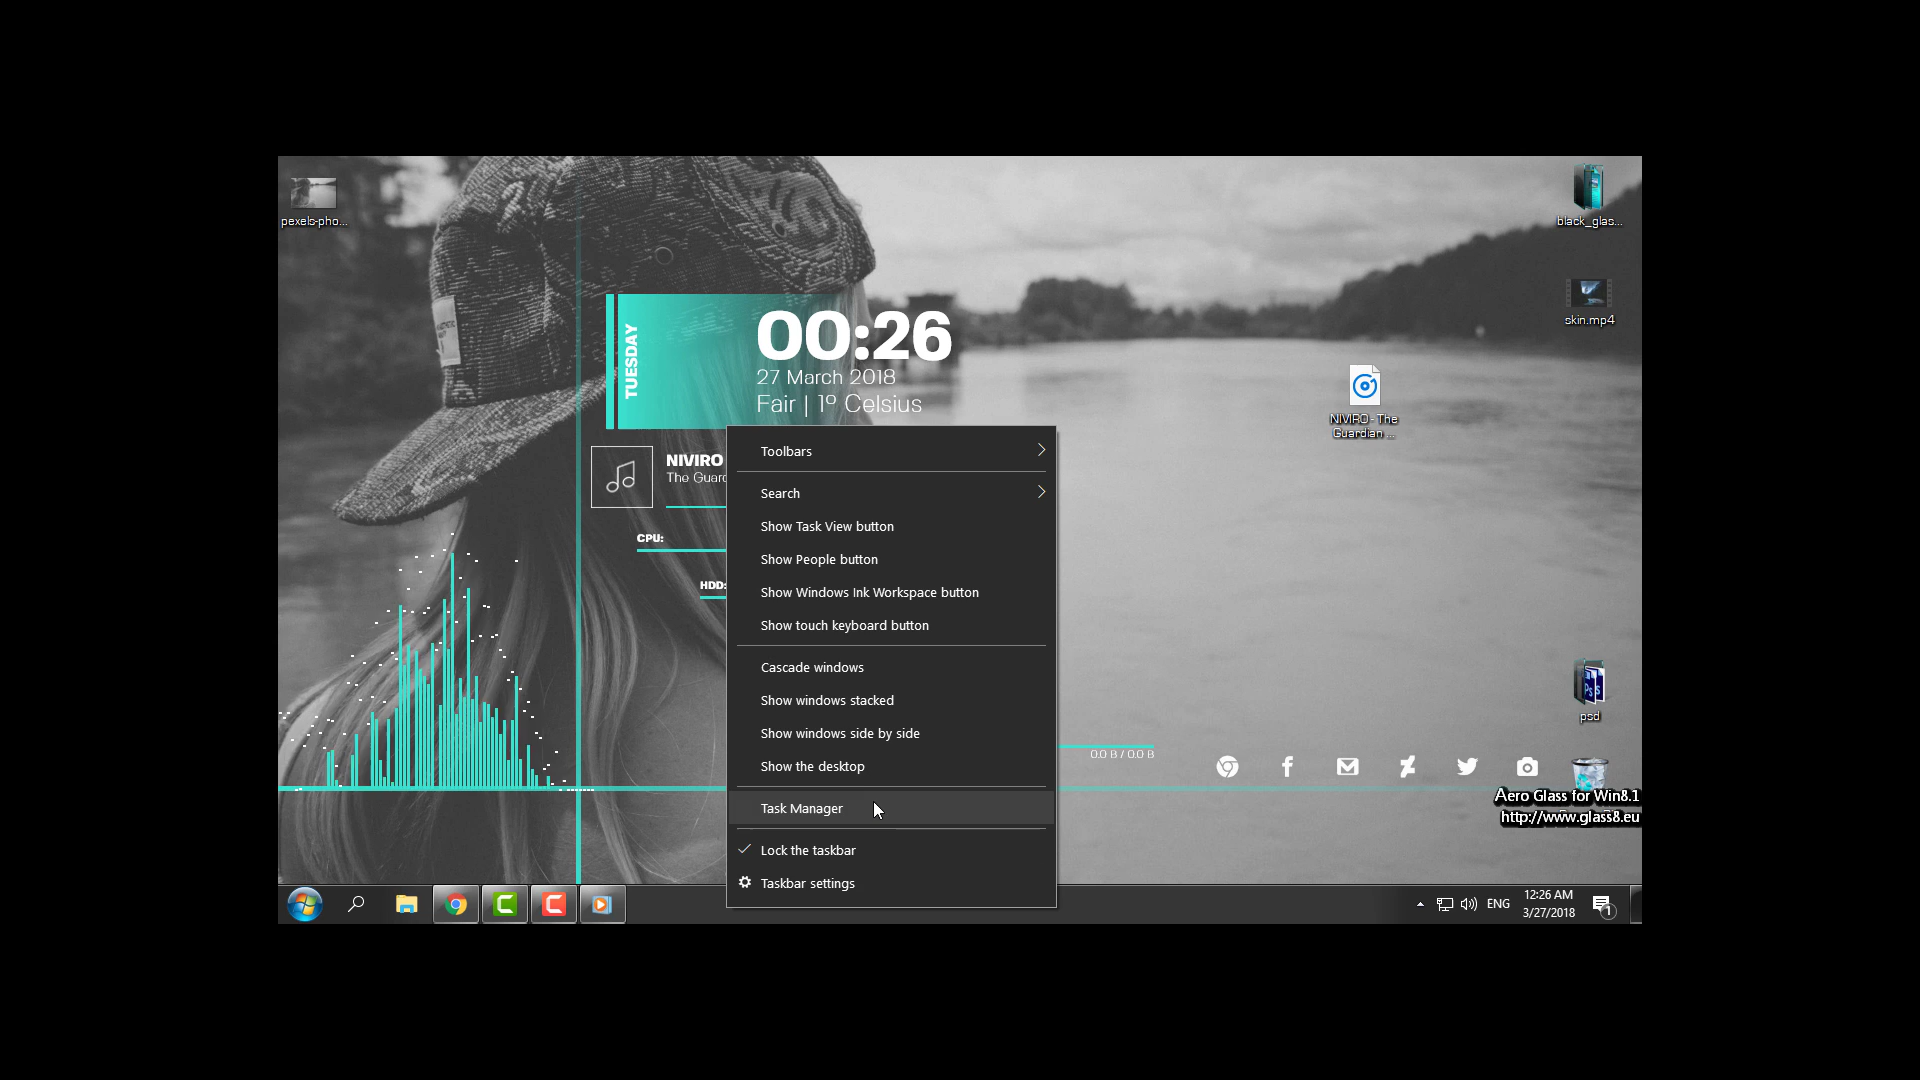 pexels-pho...
black_glas...
skin.mp4
TUESDAY
00:26
27 March 2018
Fair | 1º Celsius
NIVIRO - The
Guardian ...
NIVIRO
The Guard
CPU:
HDD:
Toolbars
Search
Show Task View button
Show People button
Show Windows Ink Workspace button
Show touch keyboard button
Cascade windows
Show windows stacked
Show windows side by side
Show the desktop
Task Manager
Lock the taskbar
Taskbar settings
0.0 B / 0.0 B
Ps
psd
Aero Glass for Win8.1
http://www.glass8.eu
ENG
12:26 AM
3/27/2018
1